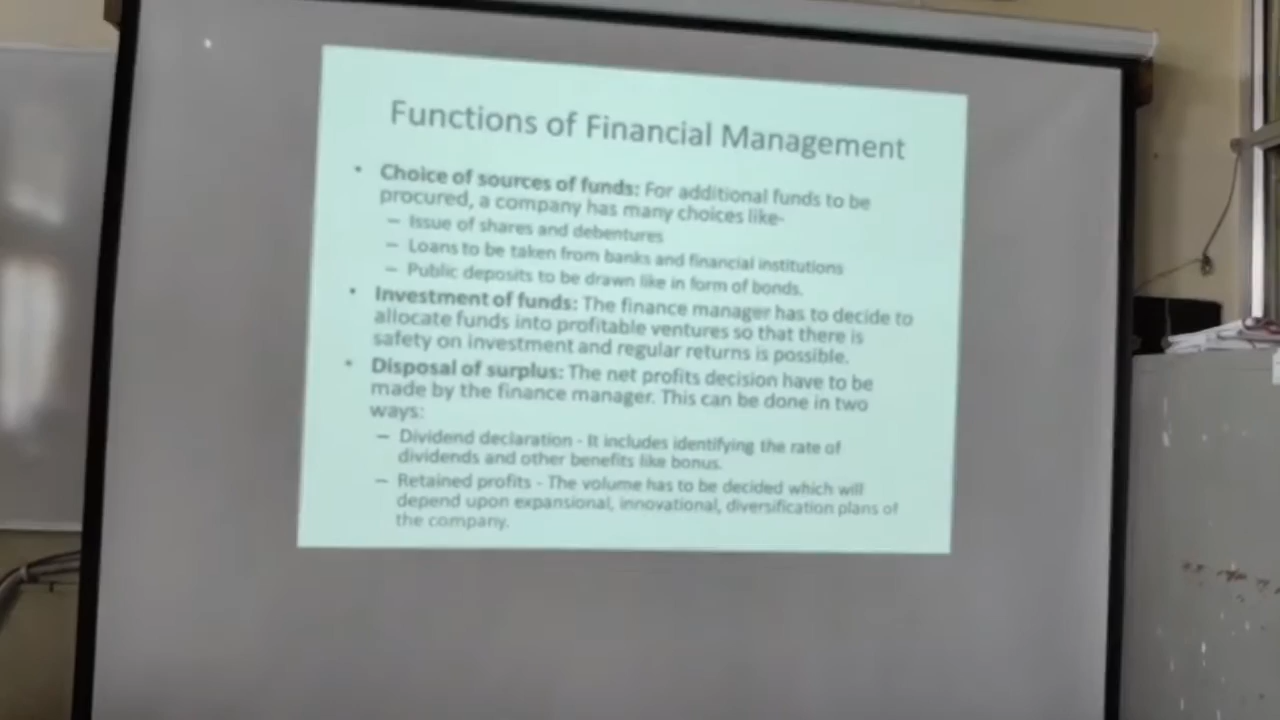 Functions of Financial Management
• Choice of sources of funds: For additional funds to be
procured, a company has many choices like-
– Issue of shares and debentures
– Loans to be taken from banks and financial institutions
– Public deposits to be drawn like in form of bonds.
• Investment of funds: The finance manager has to decide to
allocate funds into profitable ventures so that there is
safety on investment and regular returns is possible.
• Disposal of surplus: The net profits decision have to be
made by the finance manager. This can be done in two
ways:
– Dividend declaration - It includes identifying the rate of
dividends and other benefits like bonus.
– Retained profits - The volume has to be decided which will
depend upon expansional, innovational, diversification plans of
the company.